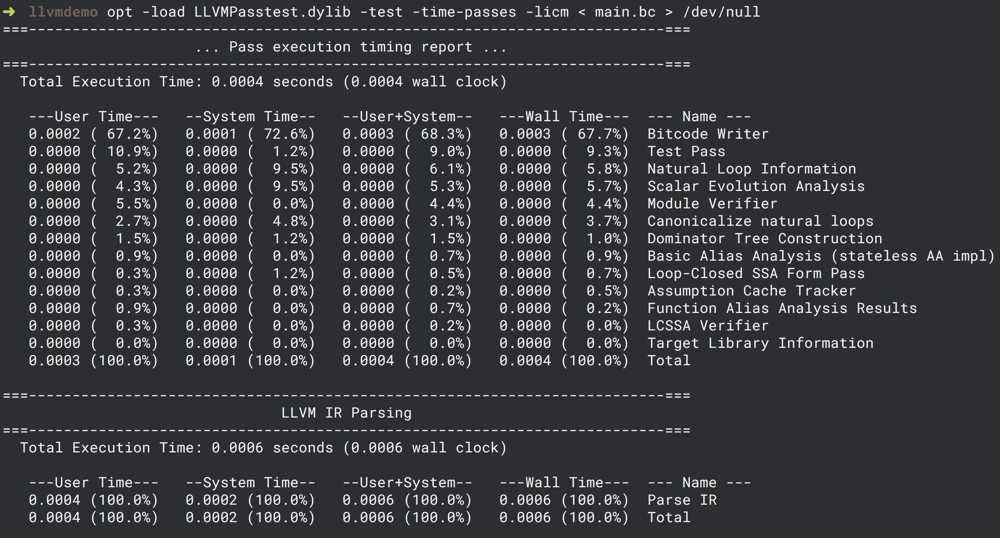 ➜  llvmdemo opt -load LLVMPasstest.dylib -test -time-passes -licm < main.bc > /dev/null
===-------------------------------------------------------------------------===
                      ... Pass execution timing report ...
===-------------------------------------------------------------------------===
  Total Execution Time: 0.0004 seconds (0.0004 wall clock)

   ---User Time---   --System Time--   --User+System--   ---Wall Time---  --- Name ---
   0.0002 ( 67.2%)   0.0001 ( 72.6%)   0.0003 ( 68.3%)   0.0003 ( 67.7%)  Bitcode Writer
   0.0000 ( 10.9%)   0.0000 (  1.2%)   0.0000 (  9.0%)   0.0000 (  9.3%)  Test Pass
   0.0000 (  5.2%)   0.0000 (  9.5%)   0.0000 (  6.1%)   0.0000 (  5.8%)  Natural Loop Information
   0.0000 (  4.3%)   0.0000 (  9.5%)   0.0000 (  5.3%)   0.0000 (  5.7%)  Scalar Evolution Analysis
   0.0000 (  5.5%)   0.0000 (  0.0%)   0.0000 (  4.4%)   0.0000 (  4.4%)  Module Verifier
   0.0000 (  2.7%)   0.0000 (  4.8%)   0.0000 (  3.1%)   0.0000 (  3.7%)  Canonicalize natural loops
   0.0000 (  1.5%)   0.0000 (  1.2%)   0.0000 (  1.5%)   0.0000 (  1.0%)  Dominator Tree Construction
   0.0000 (  0.9%)   0.0000 (  0.0%)   0.0000 (  0.7%)   0.0000 (  0.9%)  Basic Alias Analysis (stateless AA impl)
   0.0000 (  0.3%)   0.0000 (  1.2%)   0.0000 (  0.5%)   0.0000 (  0.7%)  Loop-Closed SSA Form Pass
   0.0000 (  0.3%)   0.0000 (  0.0%)   0.0000 (  0.2%)   0.0000 (  0.5%)  Assumption Cache Tracker
   0.0000 (  0.9%)   0.0000 (  0.0%)   0.0000 (  0.7%)   0.0000 (  0.2%)  Function Alias Analysis Results
   0.0000 (  0.3%)   0.0000 (  0.0%)   0.0000 (  0.2%)   0.0000 (  0.0%)  LCSSA Verifier
   0.0000 (  0.0%)   0.0000 (  0.0%)   0.0000 (  0.0%)   0.0000 (  0.0%)  Target Library Information
   0.0003 (100.0%)   0.0001 (100.0%)   0.0004 (100.0%)   0.0004 (100.0%)  Total

===-------------------------------------------------------------------------===
                                LLVM IR Parsing
===-------------------------------------------------------------------------===
  Total Execution Time: 0.0006 seconds (0.0006 wall clock)

   ---User Time---   --System Time--   --User+System--   ---Wall Time---  --- Name ---
   0.0004 (100.0%)   0.0002 (100.0%)   0.0006 (100.0%)   0.0006 (100.0%)  Parse IR
   0.0004 (100.0%)   0.0002 (100.0%)   0.0006 (100.0%)   0.0006 (100.0%)  Total